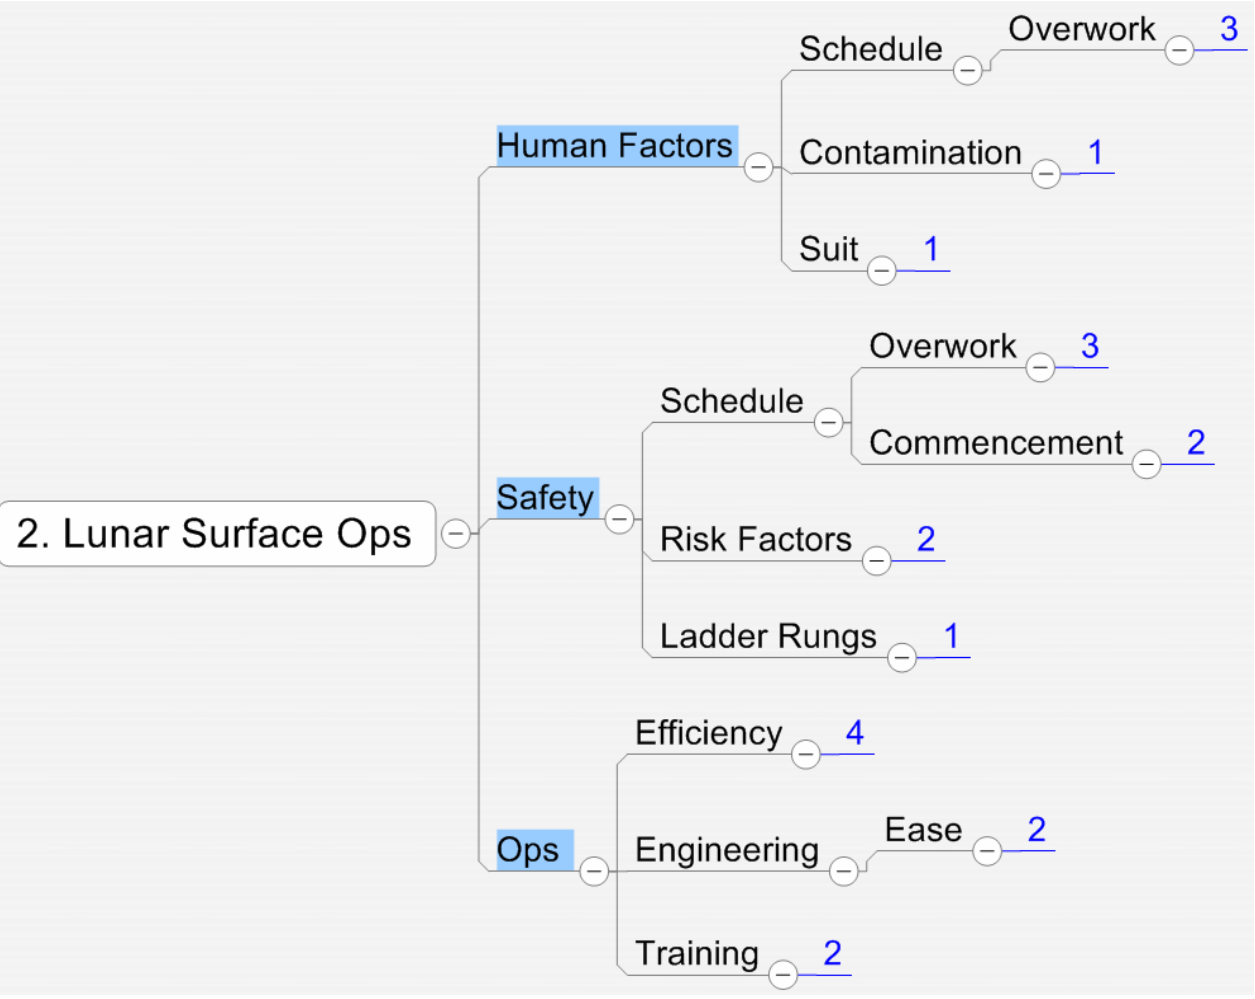 2. Lunar Surface Ops
Human Factors
Schedule
Overwork
3
Contamination
1
Suit
1
Safety
Schedule
Overwork
3
Commencement
2
Risk Factors
2
Ladder Rungs
1
Ops
Efficiency
4
Engineering
Ease
2
Training
2